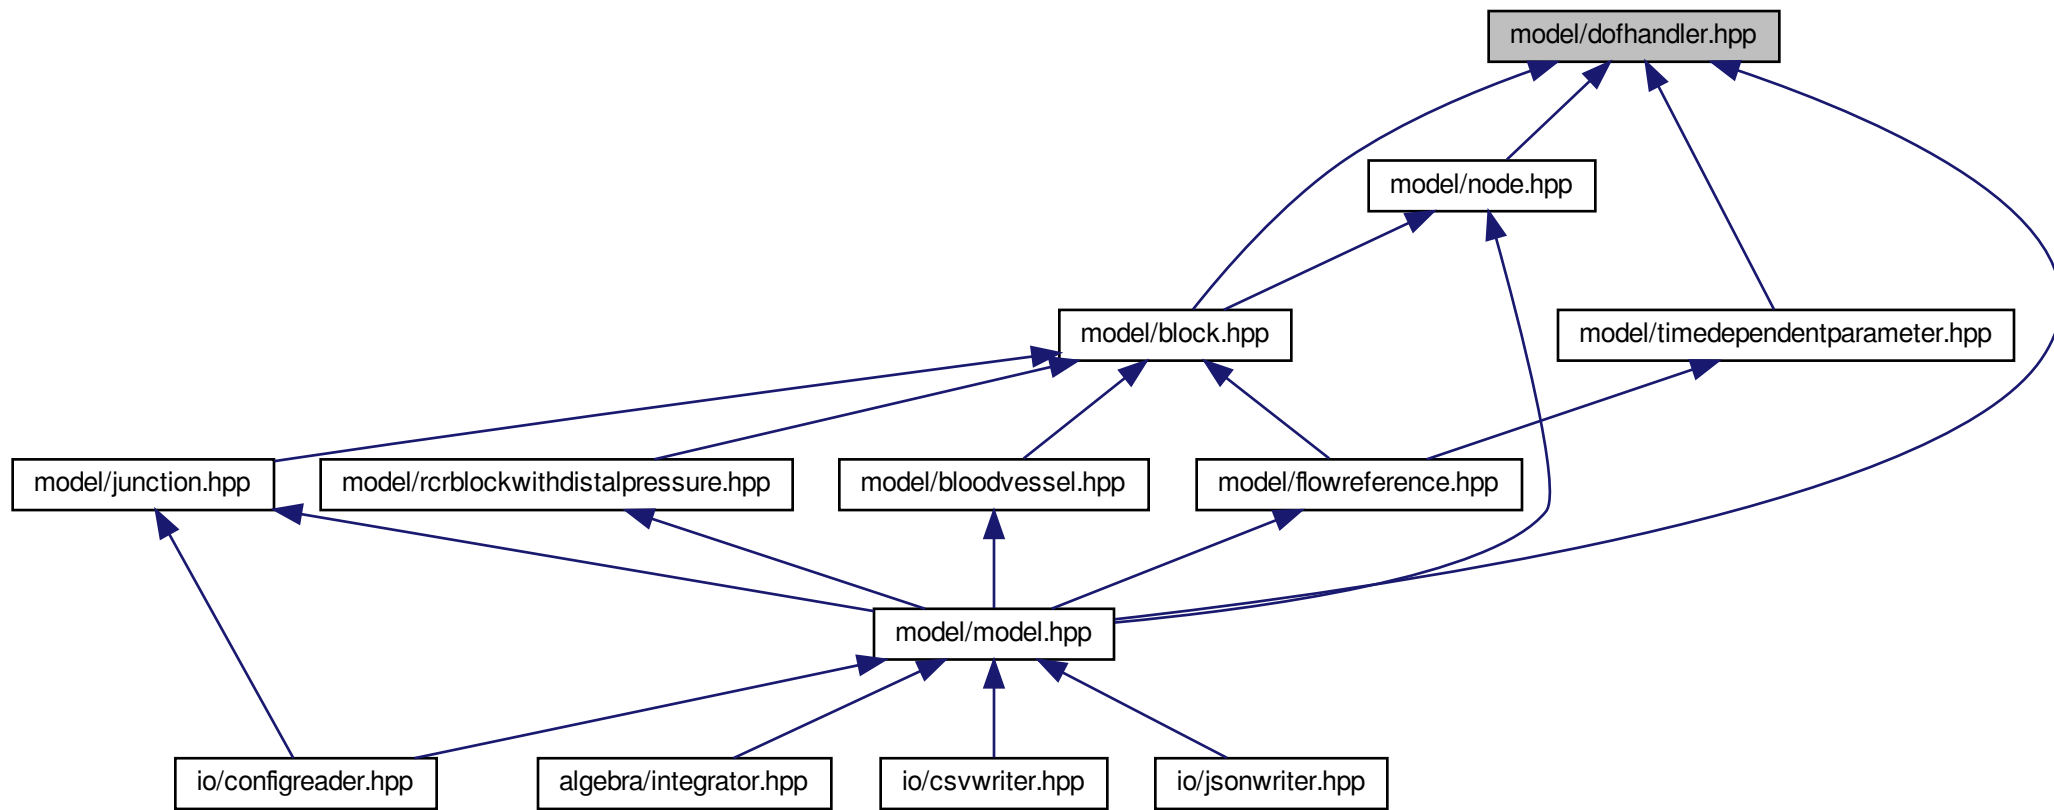 model/dofhandler.hpp
model/node.hpp
model/block.hpp
model/timedependentparameter.hpp
model/junction.hpp
model/rcrblockwithdistalpressure.hpp
model/bloodvessel.hpp
model/flowreference.hpp
model/model.hpp
io/configreader.hpp
algebra/integrator.hpp
io/csvwriter.hpp
io/jsonwriter.hpp